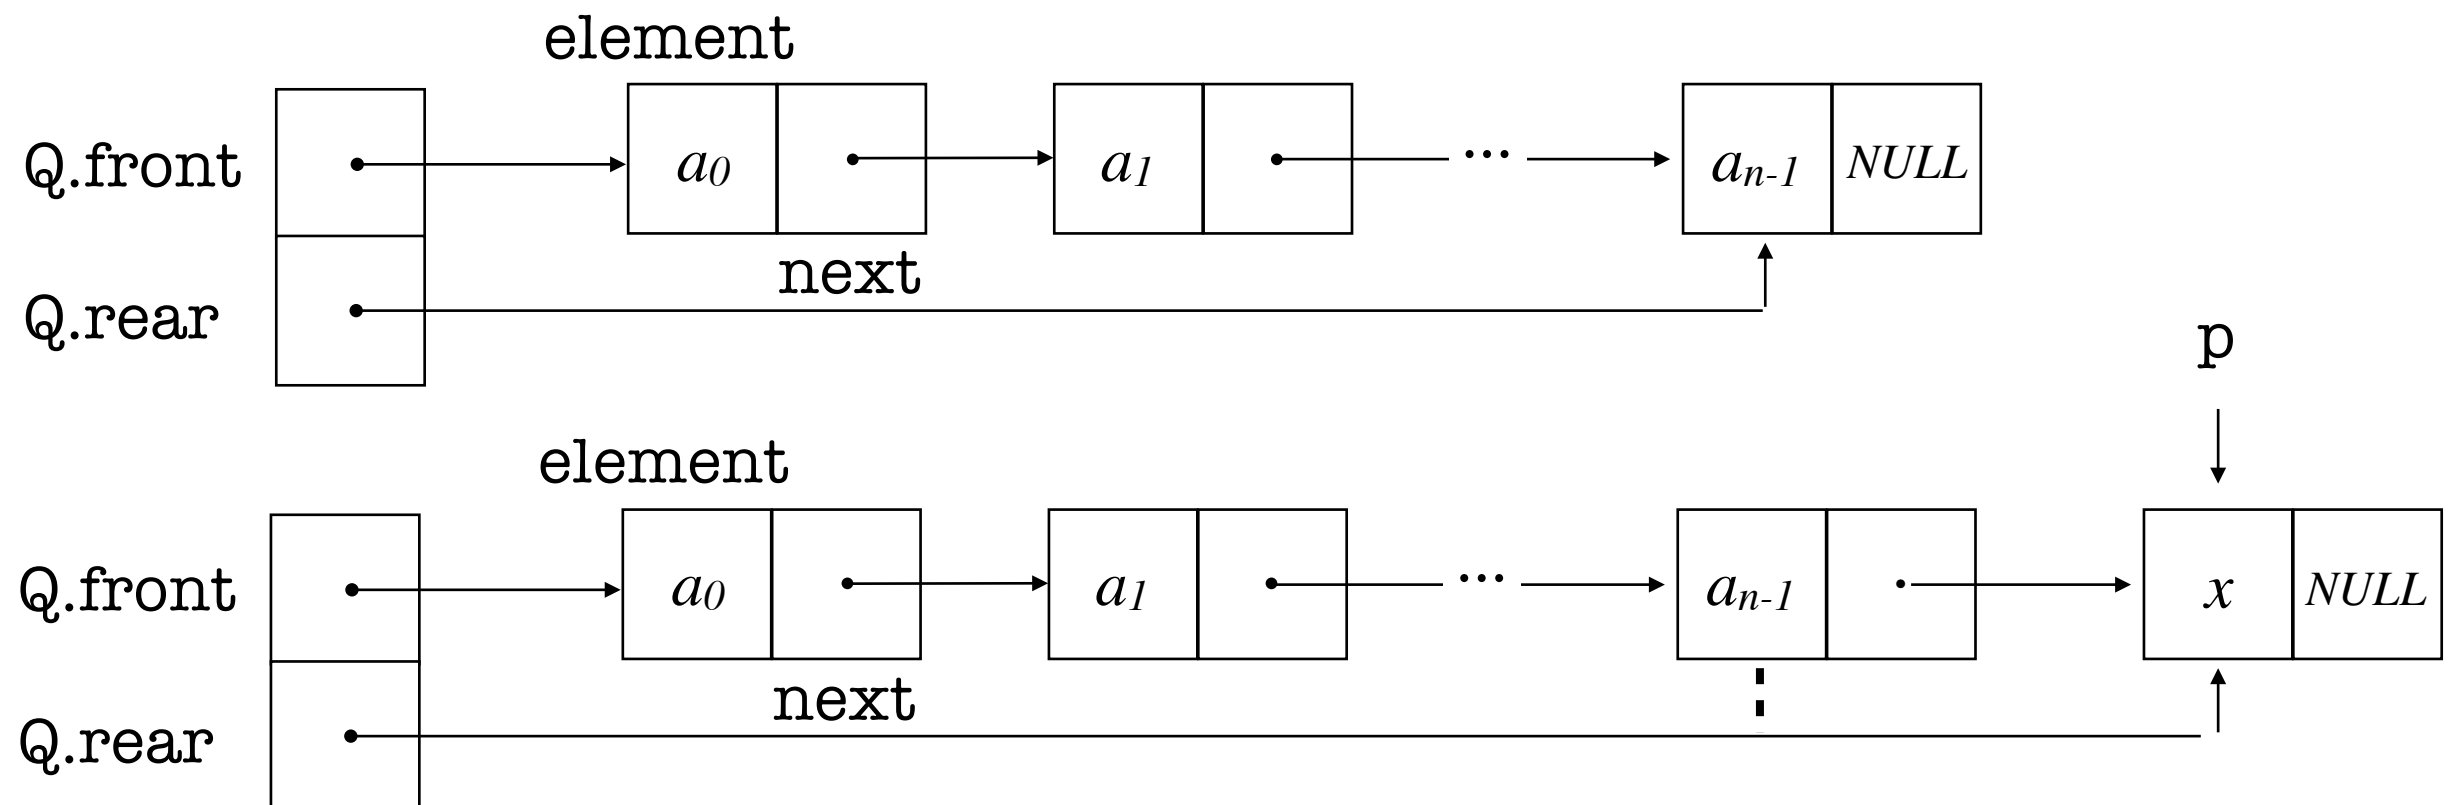 element
Q.front a0 a1 ... an-1 NULL
next
Q.rear
p
element
Q.front a0 a1 ... an-1 x NULL
next
Q.rear